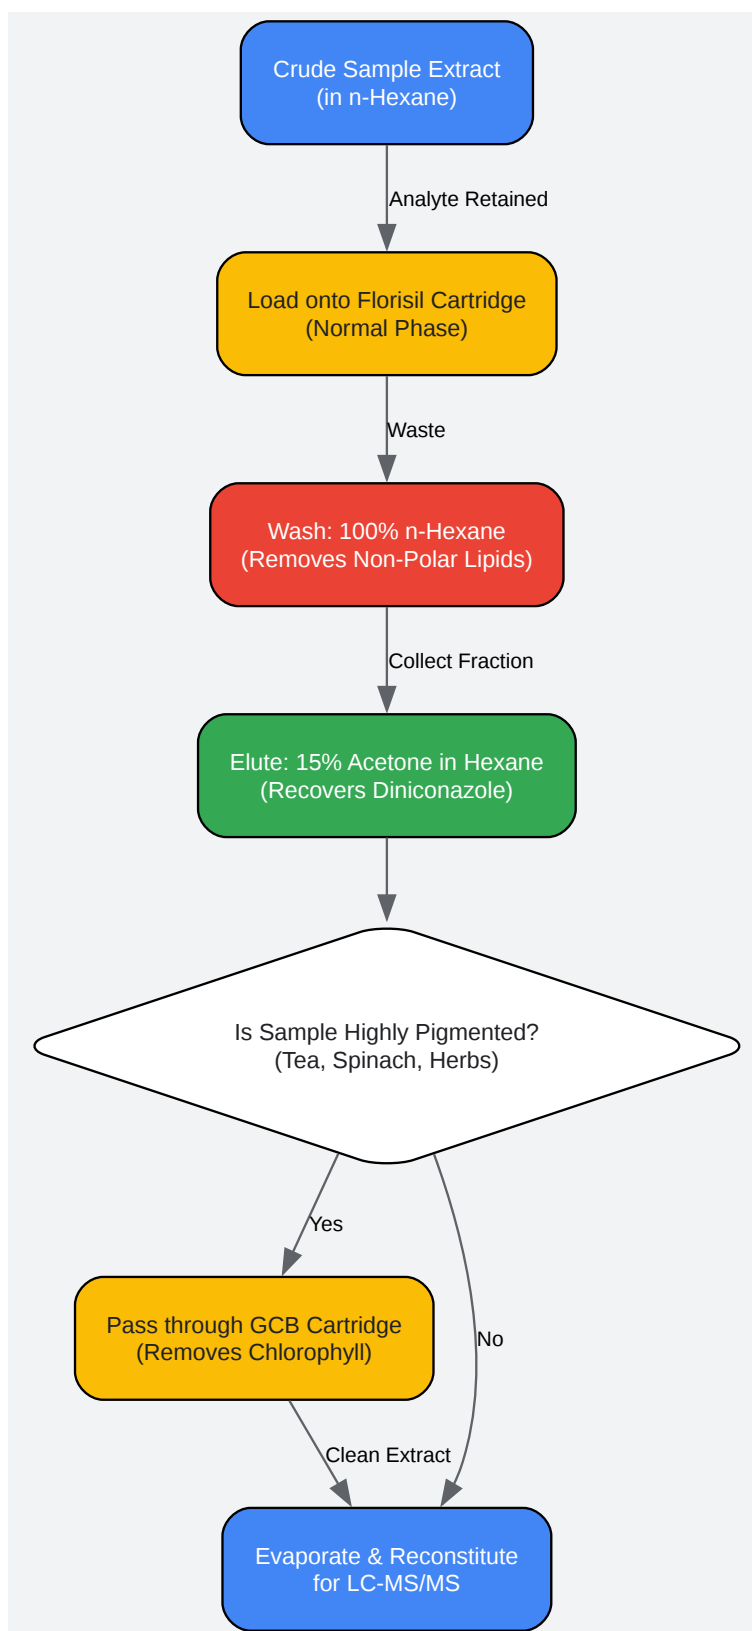 Crude Sample Extract
(in n-Hexane)
Analyte Retained
Load onto Florisil Cartridge
(Normal Phase)
Waste
Wash: 100% n-Hexane
(Removes Non-Polar Lipids)
Collect Fraction
Elute: 15% Acetone in Hexane
(Recovers Diniconazole)
Is Sample Highly Pigmented?
(Tea, Spinach, Herbs)
Yes
Pass through GCB Cartridge
(Removes Chlorophyll)
No
Clean Extract
Evaporate & Reconstitute
for LC-MS/MS